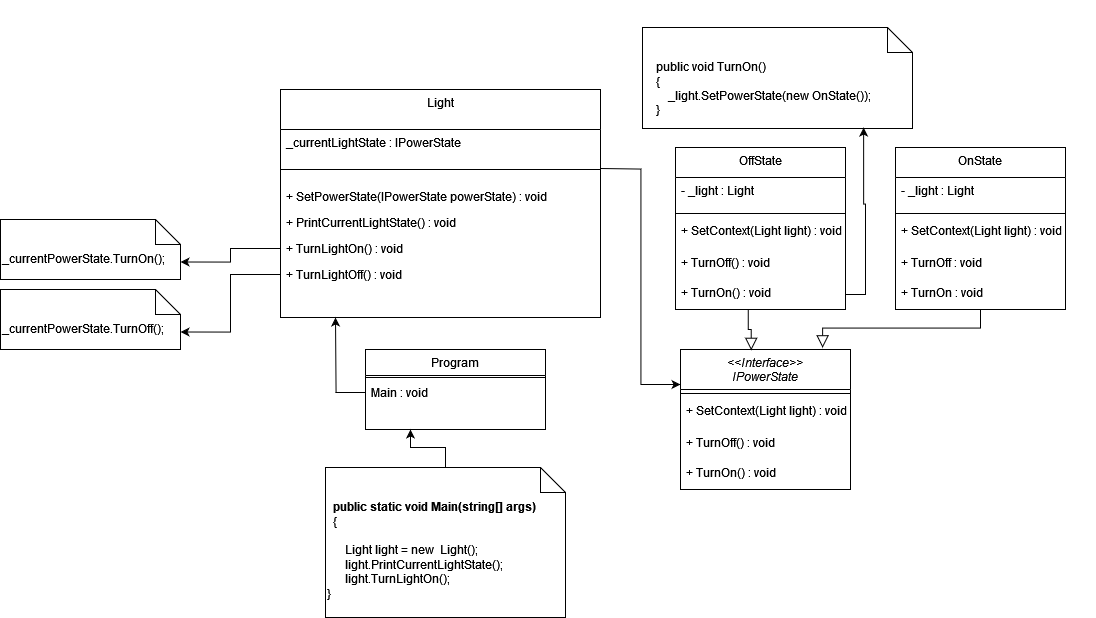 public void TurnOn()
{
_light.SetPowerState(new OnState());
}
Light
_currentLightState : IPowerState
+ SetPowerState(IPowerState powerState) : void
+ PrintCurrentLightState() : void
+ TurnLightOn() : void
+ TurnLightOff() : void
OffState
- _light : Light
+ SetContext(Light light) : void
+ TurnOff() : void
+ TurnOn() : void
OnState
- _light : Light
+ SetContext(Light light) : void
+ TurnOff : void
+ TurnOn : void
_currentPowerState.TurnOn();
_currentPowerState.TurnOff();
Program
Main : void
<<Interface>>
IPowerState
+ SetContext(Light light) : void
+ TurnOff() : void
+ TurnOn() : void
public static void Main(string[] args)
{
Light light = new  Light();
light.PrintCurrentLightState();
light.TurnLightOn();
}